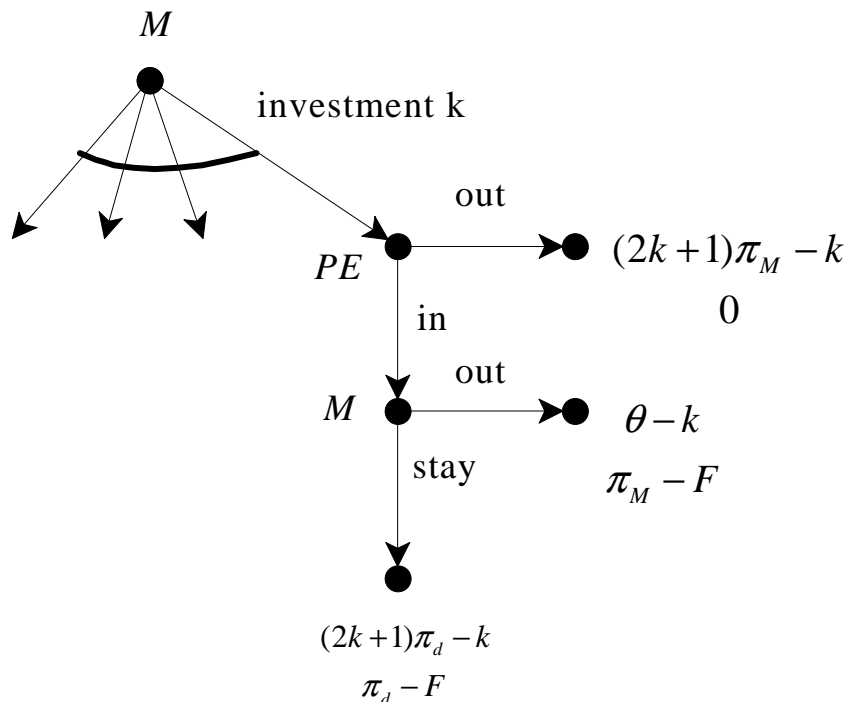 M
investment k
out
PE
(2k+1)π_M − k
0
in
out
M
θ − k
stay
π_M − F
(2k+1)π_d − k
π_d − F